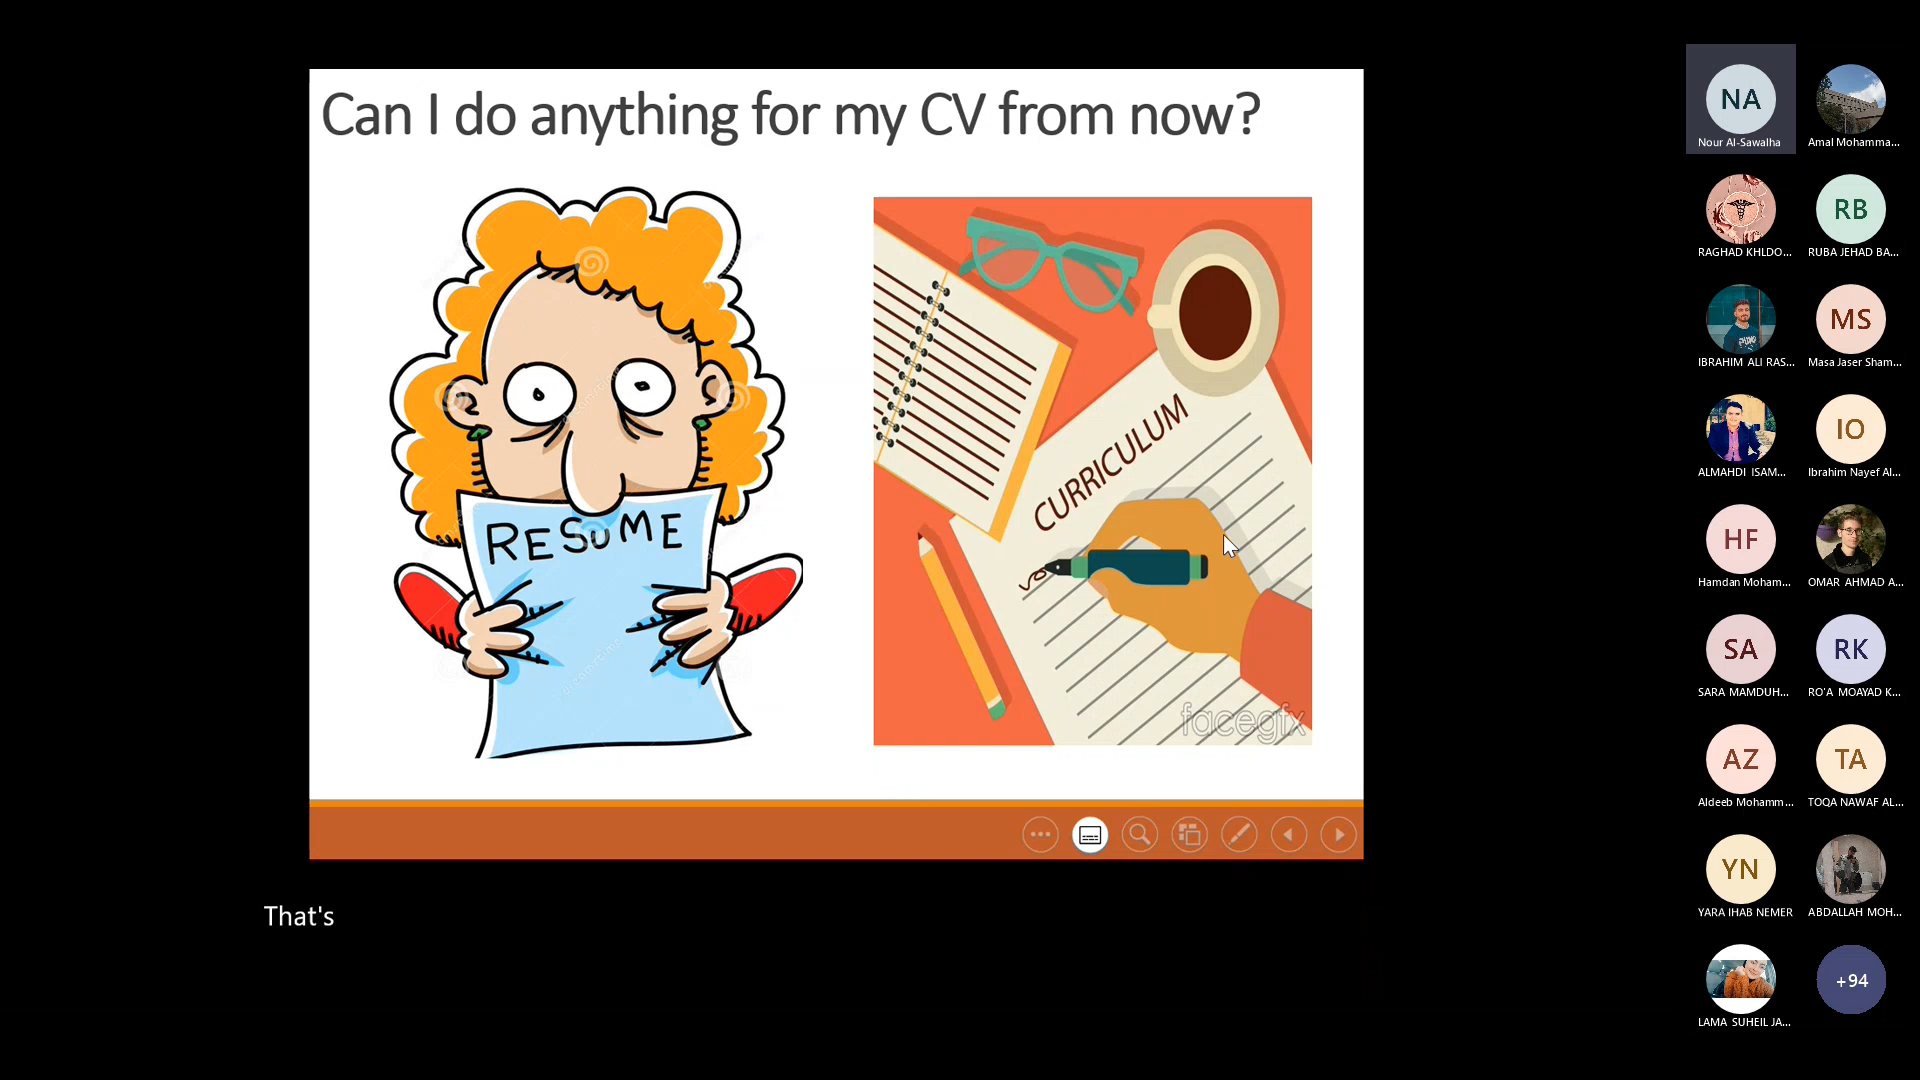 Can I do anything for my CV from now?
RESUME
CURRICULUM
facegfx
That's
NA
Nour Al-Sawalha
Amal Mohamma...
RAGHAD KHLDO...
RB
RUBA JEHAD BA...
IBRAHIM ALI RAS...
MS
Masa Jaser Sham...
ALMAHDI ISAM...
IO
Ibrahim Nayef Al...
HF
Hamdan Moham...
OMAR AHMAD A...
SA
SARA MAMDUH...
RK
RO'A MOAYAD K...
AZ
Aldeeb Mohamm...
TA
TOQA NAWAF AL...
YN
YARA IHAB NEMER
ABDALLAH MOH...
LAMA SUHEIL JA...
+94